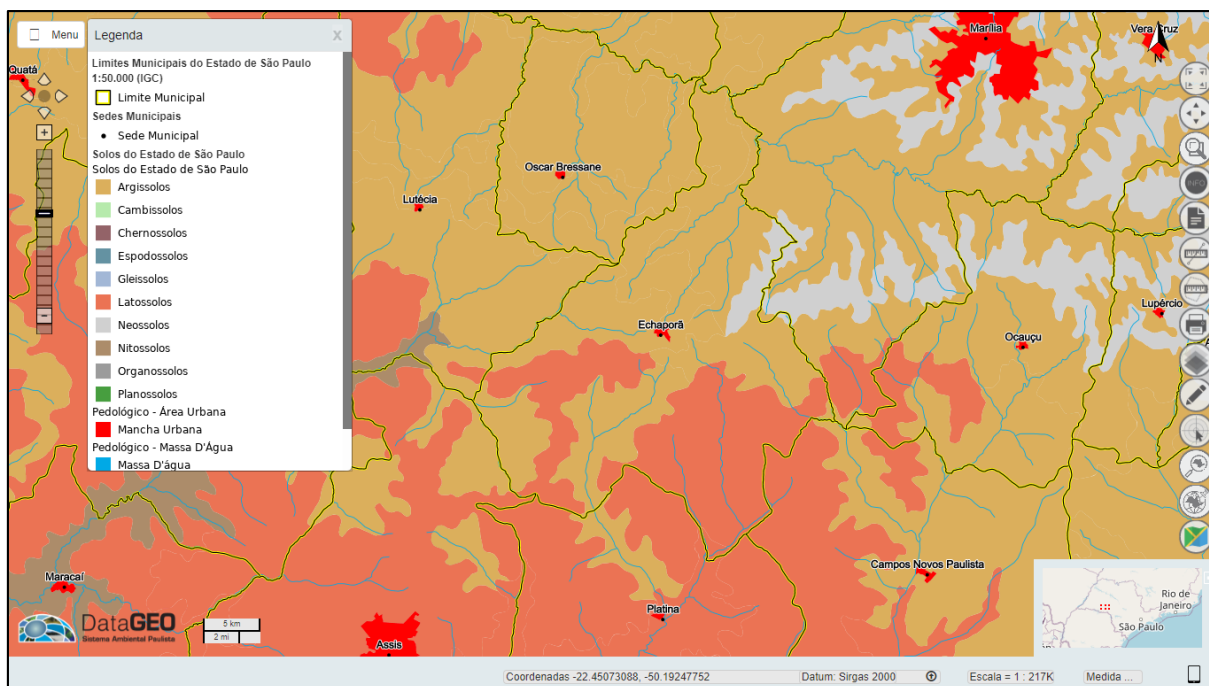 Menu
Legenda
X
Limites Municipais do Estado de São Paulo
1:50.000 (IGC)
Limite Municipal
Sedes Municipais
Sede Municipal
Solos do Estado de São Paulo
Solos do Estado de São Paulo
Argissolos
Cambissolos
Chernossolos
Espodossolos
Gleissolos
Latossolos
Neossolos
Nitossolos
Organossolos
Planossolos
Pedológico - Área Urbana
Mancha Urbana
Pedológico - Massa D'Água
Massa D'água
Quatá
Marília
Vera Cruz
N
Oscar Bressane
Lutécia
INFO
Echaporã
Lupércio
Ocauçu
Campos Novos Paulista
Maracaí
Platina
Assis
DataGEO
Sistema Ambiental Paulista
5 km
2 mi
Rio de
Janeiro
São Paulo
Coordenadas -22.45073088, -50.19247752
Datum: Sirgas 2000
Escala = 1 : 217K
Medida ...